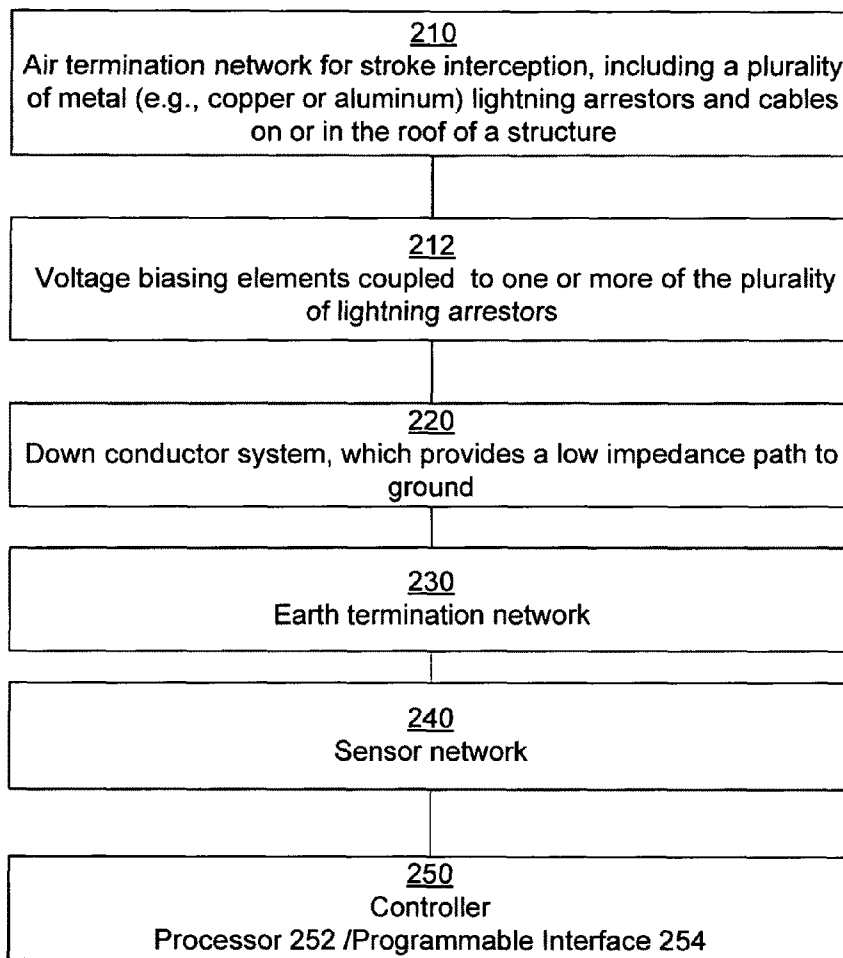 210
Air termination network for stroke interception, including a plurality
of metal (e.g., copper or aluminum) lightning arrestors and cables
on or in the roof of a structure
212
Voltage biasing elements coupled to one or more of the plurality
of lightning arrestors
220
Down conductor system, which provides a low impedance path to
ground
230
Earth termination network
240
Sensor network
250
Controller
Processor 252 /Programmable Interface 254